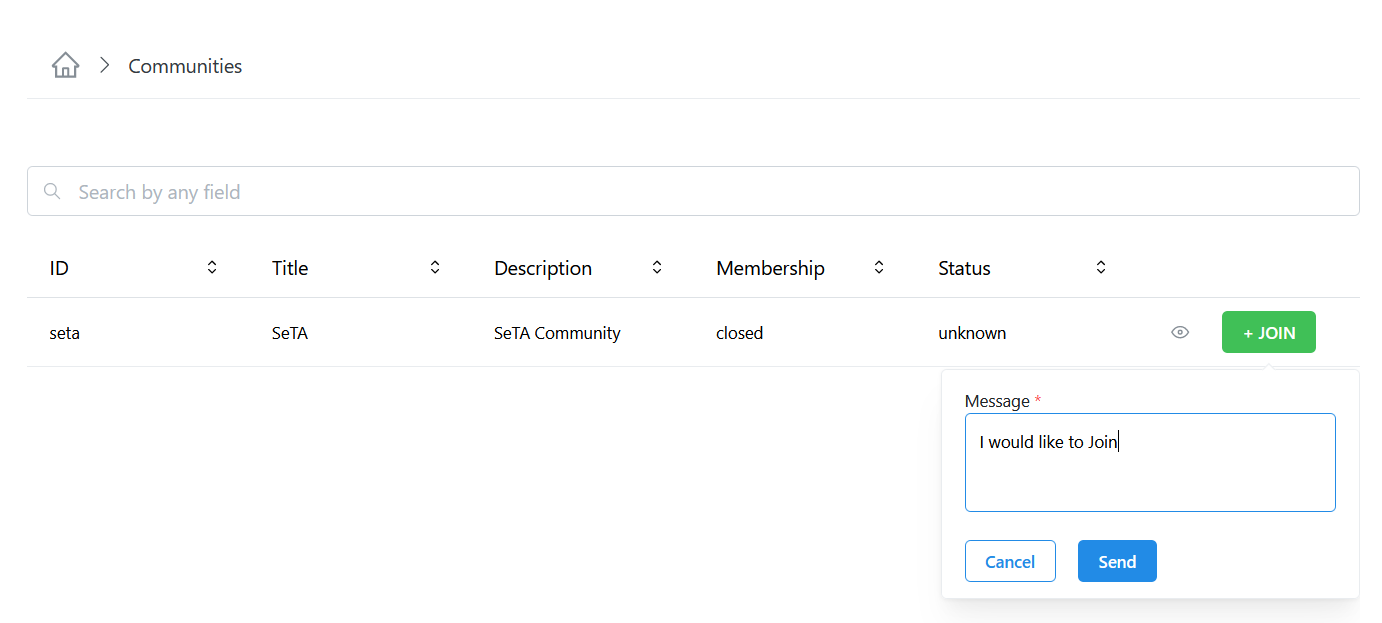 Communities
Search by any field
ID Title Description Membership Status
seta SeTA SeTA Community closed unknown + JOIN
Message *
I would like to Join
Cancel Send